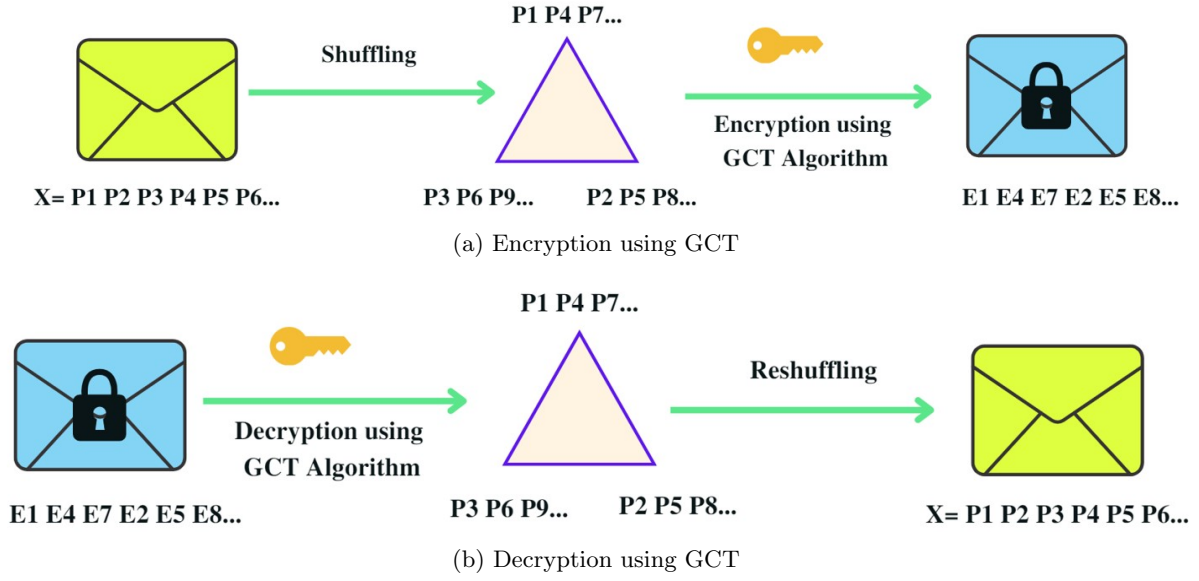 P1 P4 P7...
Shuffling
Encryption using
GCT Algorithm
X= P1 P2 P3 P4 P5 P6...
P3 P6 P9...
P2 P5 P8...
E1 E4 E7 E2 E5 E8...
(a) Encryption using GCT
P1 P4 P7...
Decryption using
GCT Algorithm
Reshuffling
E1 E4 E7 E2 E5 E8...
P3 P6 P9...
P2 P5 P8...
X= P1 P2 P3 P4 P5 P6...
(b) Decryption using GCT